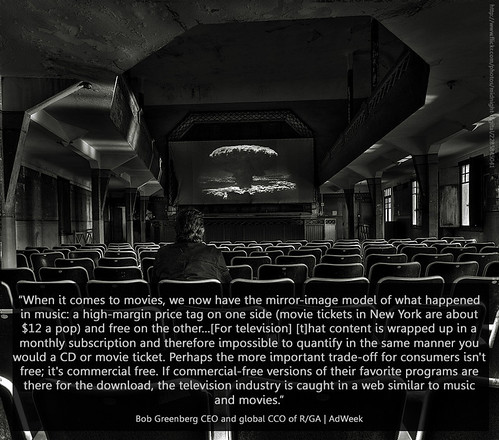 "When it comes to movies, we now have the mirror-image model of what happened
in music: a high-margin price tag on one side (movie tickets in New York are about
$12 a pop) and free on the other...[For television] [t]hat content is wrapped up in a
monthly subscription and therefore impossible to quantify in the same manner you
would a CD or movie ticket. Perhaps the more important trade-off for consumers isn't
free; it's commercial free. If commercial-free versions of their favorite programs are
there for the download, the television industry is caught in a web similar to music
and movies."
Bob Greenberg CEO and global CCO of R/GA | AdWeek